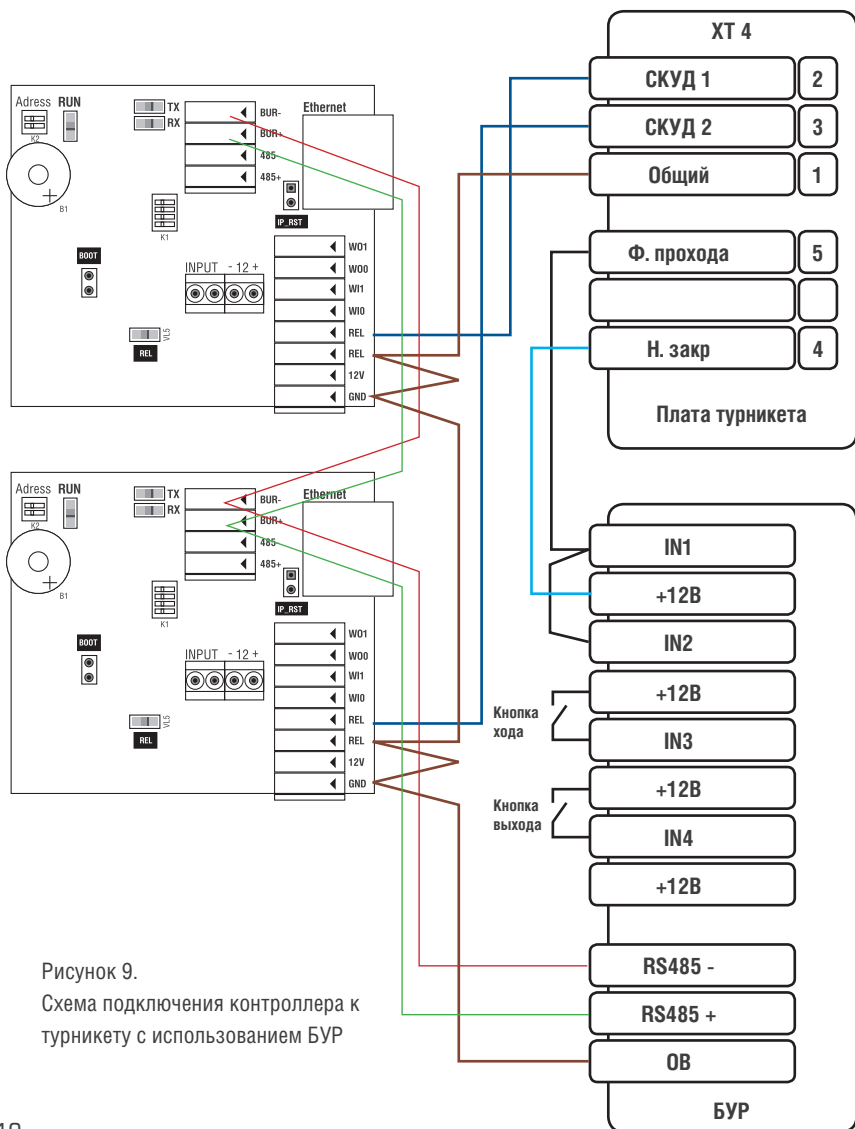 XT 4
СКУД 1 2
СКУД 2 3
Общий 1
Ф. прохода 5
Н. закр 4
Плата турникета
Adress RUN
K2
TX
RX
BUR-
BUR+
485-
485+
Ethernet
B1
K1
IP_RST
BOOT
INPUT - 12 +
WO1
WO0
WI1
WI0
REL
REL
12V
GND
VL5
REL
Adress RUN
K2
TX
RX
BUR-
BUR+
485-
485+
Ethernet
B1
K1
IP_RST
BOOT
INPUT - 12 +
WO1
WO0
WI1
WI0
REL
REL
12V
GND
VL5
REL
IN1
+12В
IN2
+12В
Кнопка
хода
IN3
+12В
Кнопка
выхода
IN4
+12В
RS485 -
RS485 +
ОВ
БУР
Рисунок 9.
Схема подключения контроллера к
турникету с использованием БУР